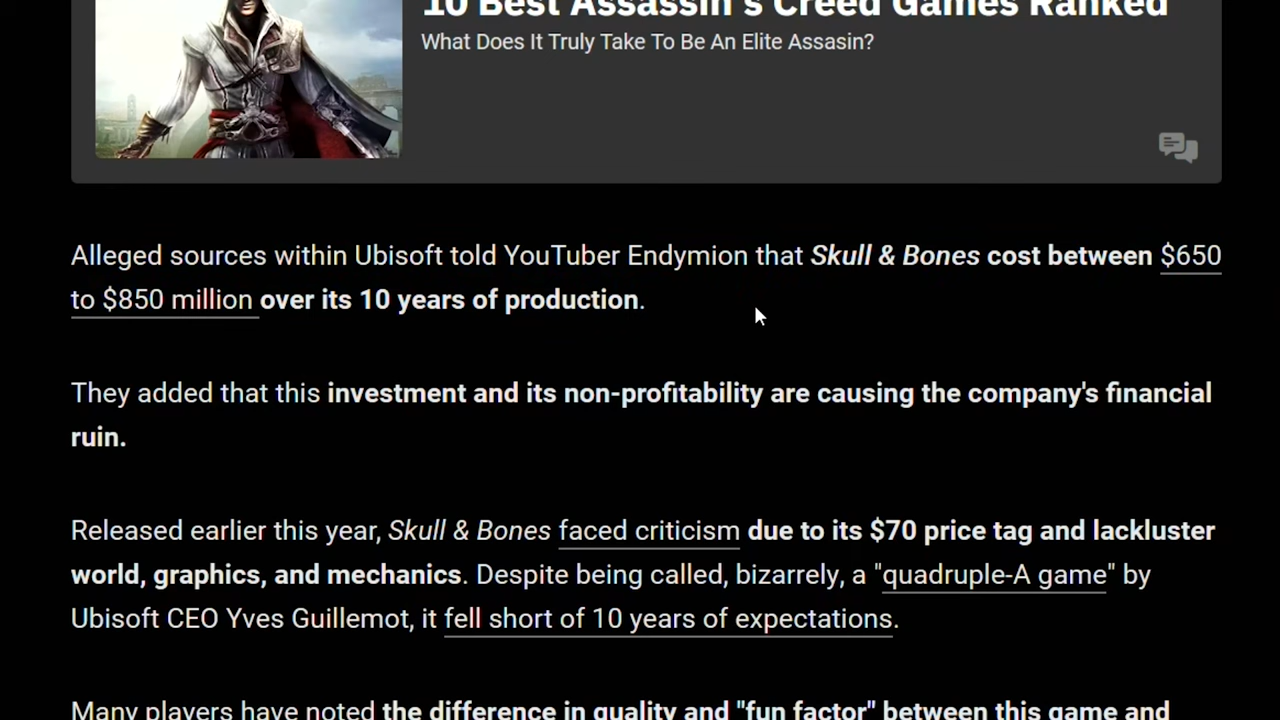 10 Best Assassin's Creed Games Ranked
What Does It Truly Take To Be An Elite Assasin?
Alleged sources within Ubisoft told YouTuber Endymion that Skull & Bones cost between $650
to $850 million over its 10 years of production.
They added that this investment and its non-profitability are causing the company's financial
ruin.
Released earlier this year, Skull & Bones faced criticism due to its $70 price tag and lackluster
world, graphics, and mechanics. Despite being called, bizarrely, a "quadruple-A game" by
Ubisoft CEO Yves Guillemot, it fell short of 10 years of expectations.
Many players have noted the difference in quality and "fun factor" between this game and